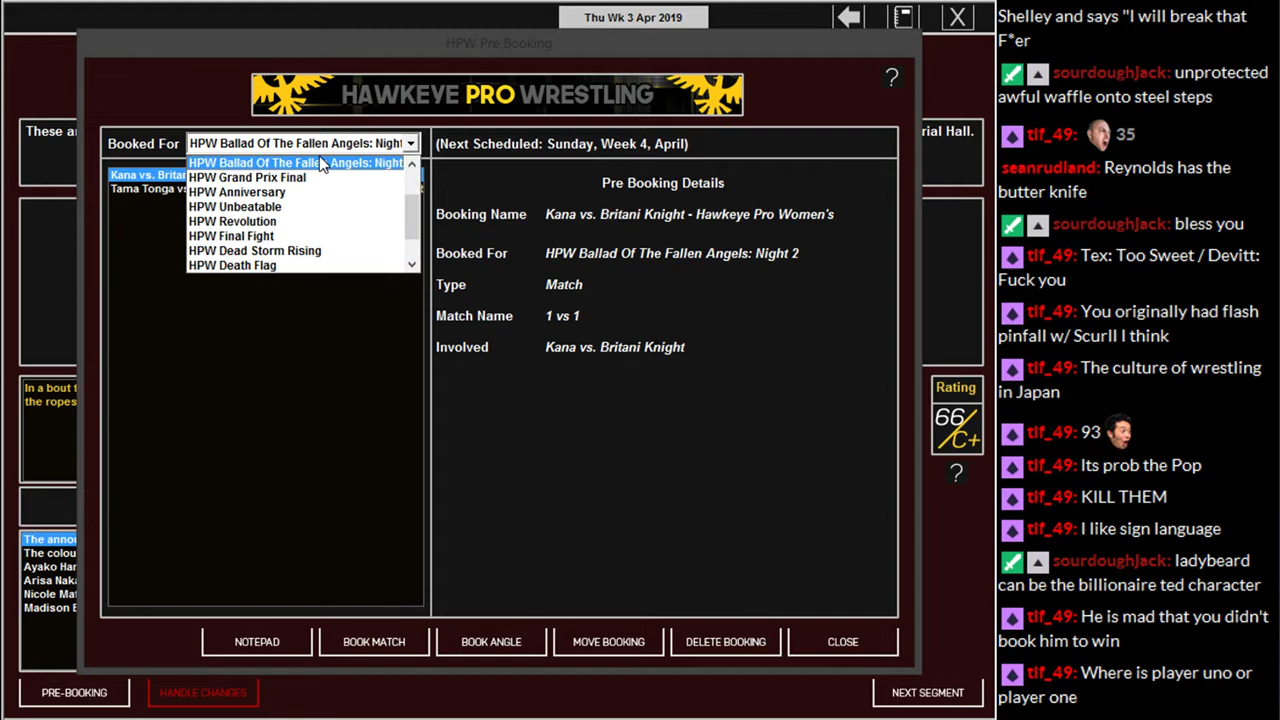 Thu Wk 3 Apr 2019
HPW Pre Booking
HAWKEYE PRO WRESTLING
?
These ar
rial Hall.
Booked For
HPW Ballad Of The Fallen Angels: Night
(Next Scheduled: Sunday, Week 4, April)
Kana vs. Britan
Tama Tonga vs
HPW Ballad Of The Fallen Angels: Night
HPW Grand Prix Final
HPW Anniversary
HPW Unbeatable
HPW Revolution
HPW Final Fight
HPW Dead Storm Rising
HPW Death Flag
Pre Booking Details
Booking Name Kana vs. Britani Knight - Hawkeye Pro Women's
Booked For HPW Ballad Of The Fallen Angels: Night 2
Type Match
Match Name 1 vs 1
Involved Kana vs. Britani Knight
In a bout t
the ropes
Rating
66/C+
?
The annou
The colou
Ayako Har
Arisa Naka
Nicole Mat
Madison E
NOTEPAD
BOOK MATCH
BOOK ANGLE
MOVE BOOKING
DELETE BOOKING
CLOSE
PRE-BOOKING
HANDLE CHANGES
NEXT SEGMENT
Shelley and says "I will break that
F*er
sourdoughjack: unprotected
awful waffle onto steel steps
tlf_49: 35
seanrudland: Reynolds has the
butter knife
sourdoughjack: bless you
tlf_49: Tex: Too Sweet / Devitt:
Fuck you
tlf_49: You originally had flash
pinfall w/ Scurll I think
tlf_49: The culture of wrestling
in Japan
tlf_49: 93
tlf_49: Its prob the Pop
tlf_49: KILL THEM
tlf_49: I like sign language
sourdoughjack: ladybeard
can be the billionaire ted character
tlf_49: He is mad that you didn't
book him to win
tlf_49: Where is player uno or
player one